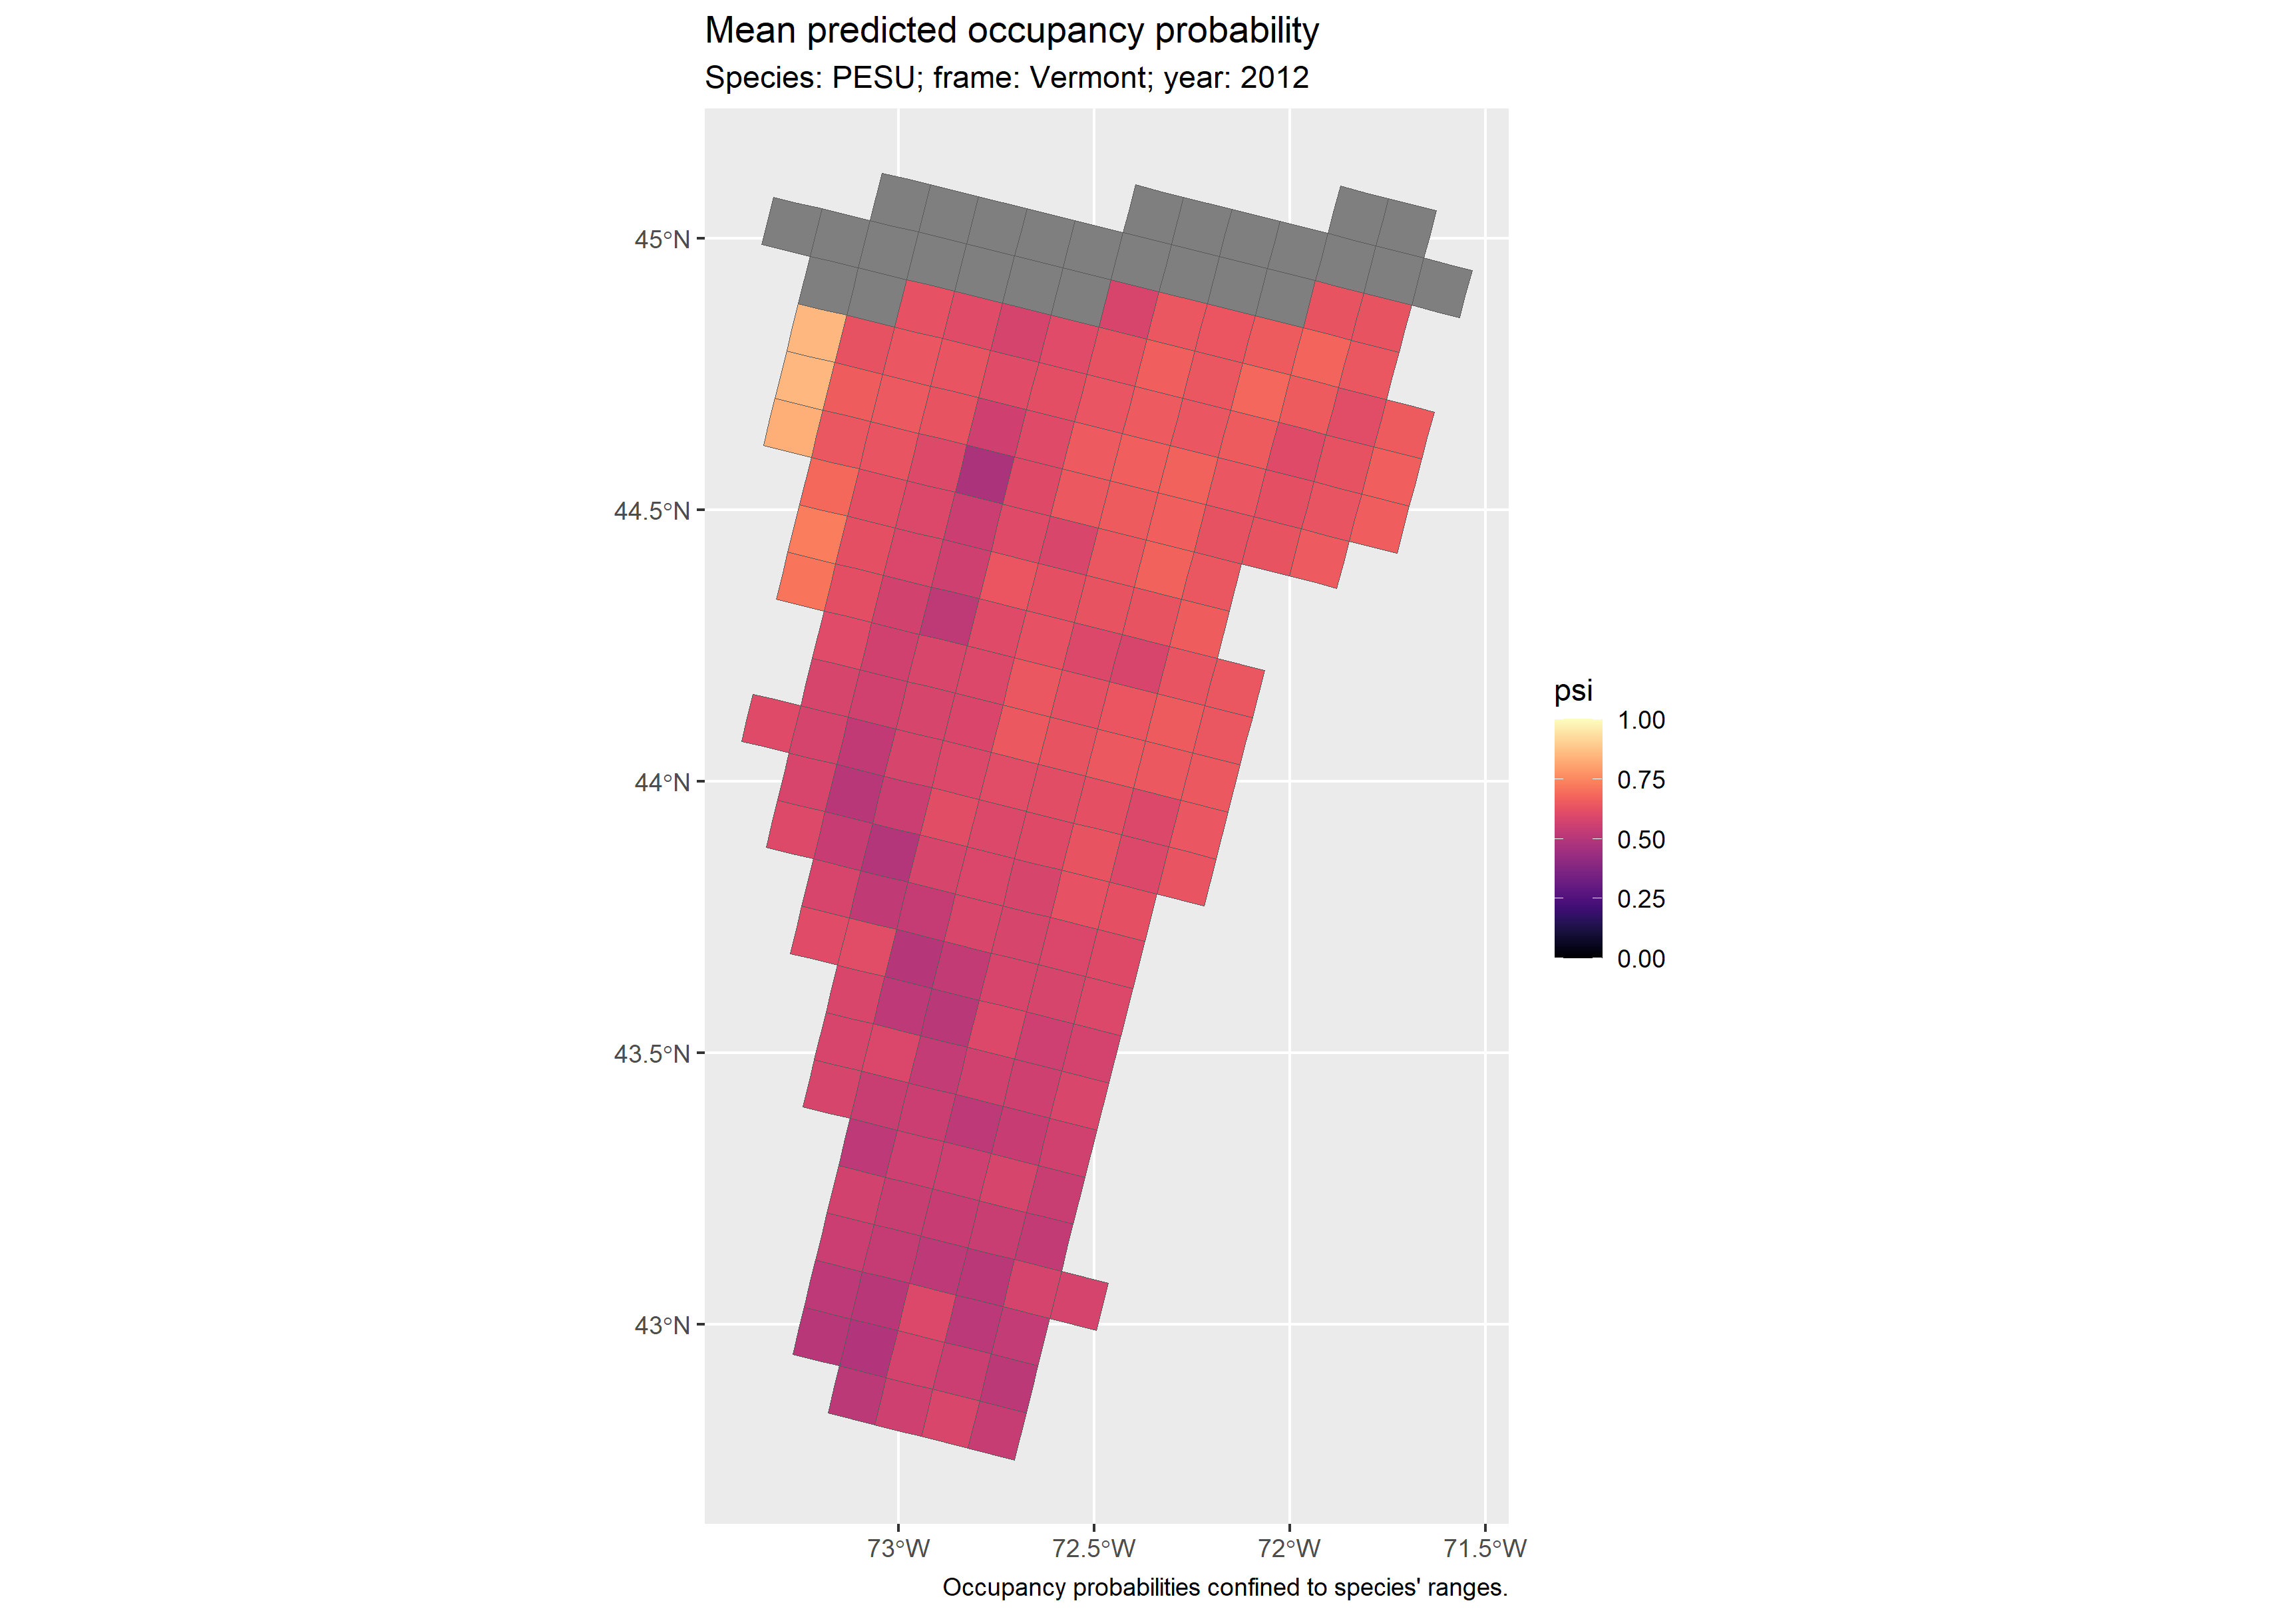 Mean predicted occupancy probability
Species: PESU; frame: Vermont; year: 2012
45°N
44.5°N
44°N
43.5°N
43°N
73°W
72.5°W
72°W
71.5°W
psi
1.00
0.75
0.50
0.25
0.00
Occupancy probabilities confined to species' ranges.